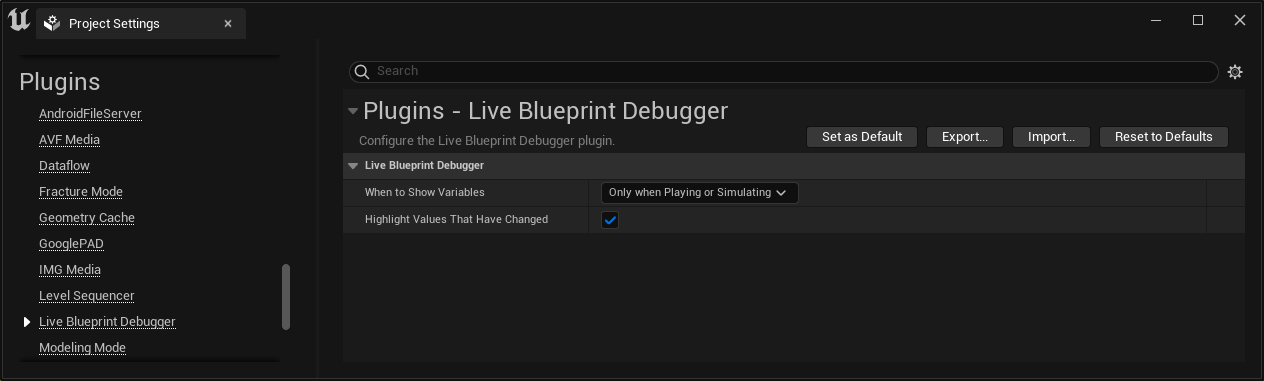 Project Settings
Plugins
AndroidFileServer
AVF Media
Dataflow
Fracture Mode
Geometry Cache
GooglePAD
IMG Media
Level Sequencer
Live Blueprint Debugger
Modeling Mode
Search
Plugins - Live Blueprint Debugger
Configure the Live Blueprint Debugger plugin.
Set as Default Export... Import... Reset to Defaults
Live Blueprint Debugger
When to Show Variables Only when Playing or Simulating
Highlight Values That Have Changed